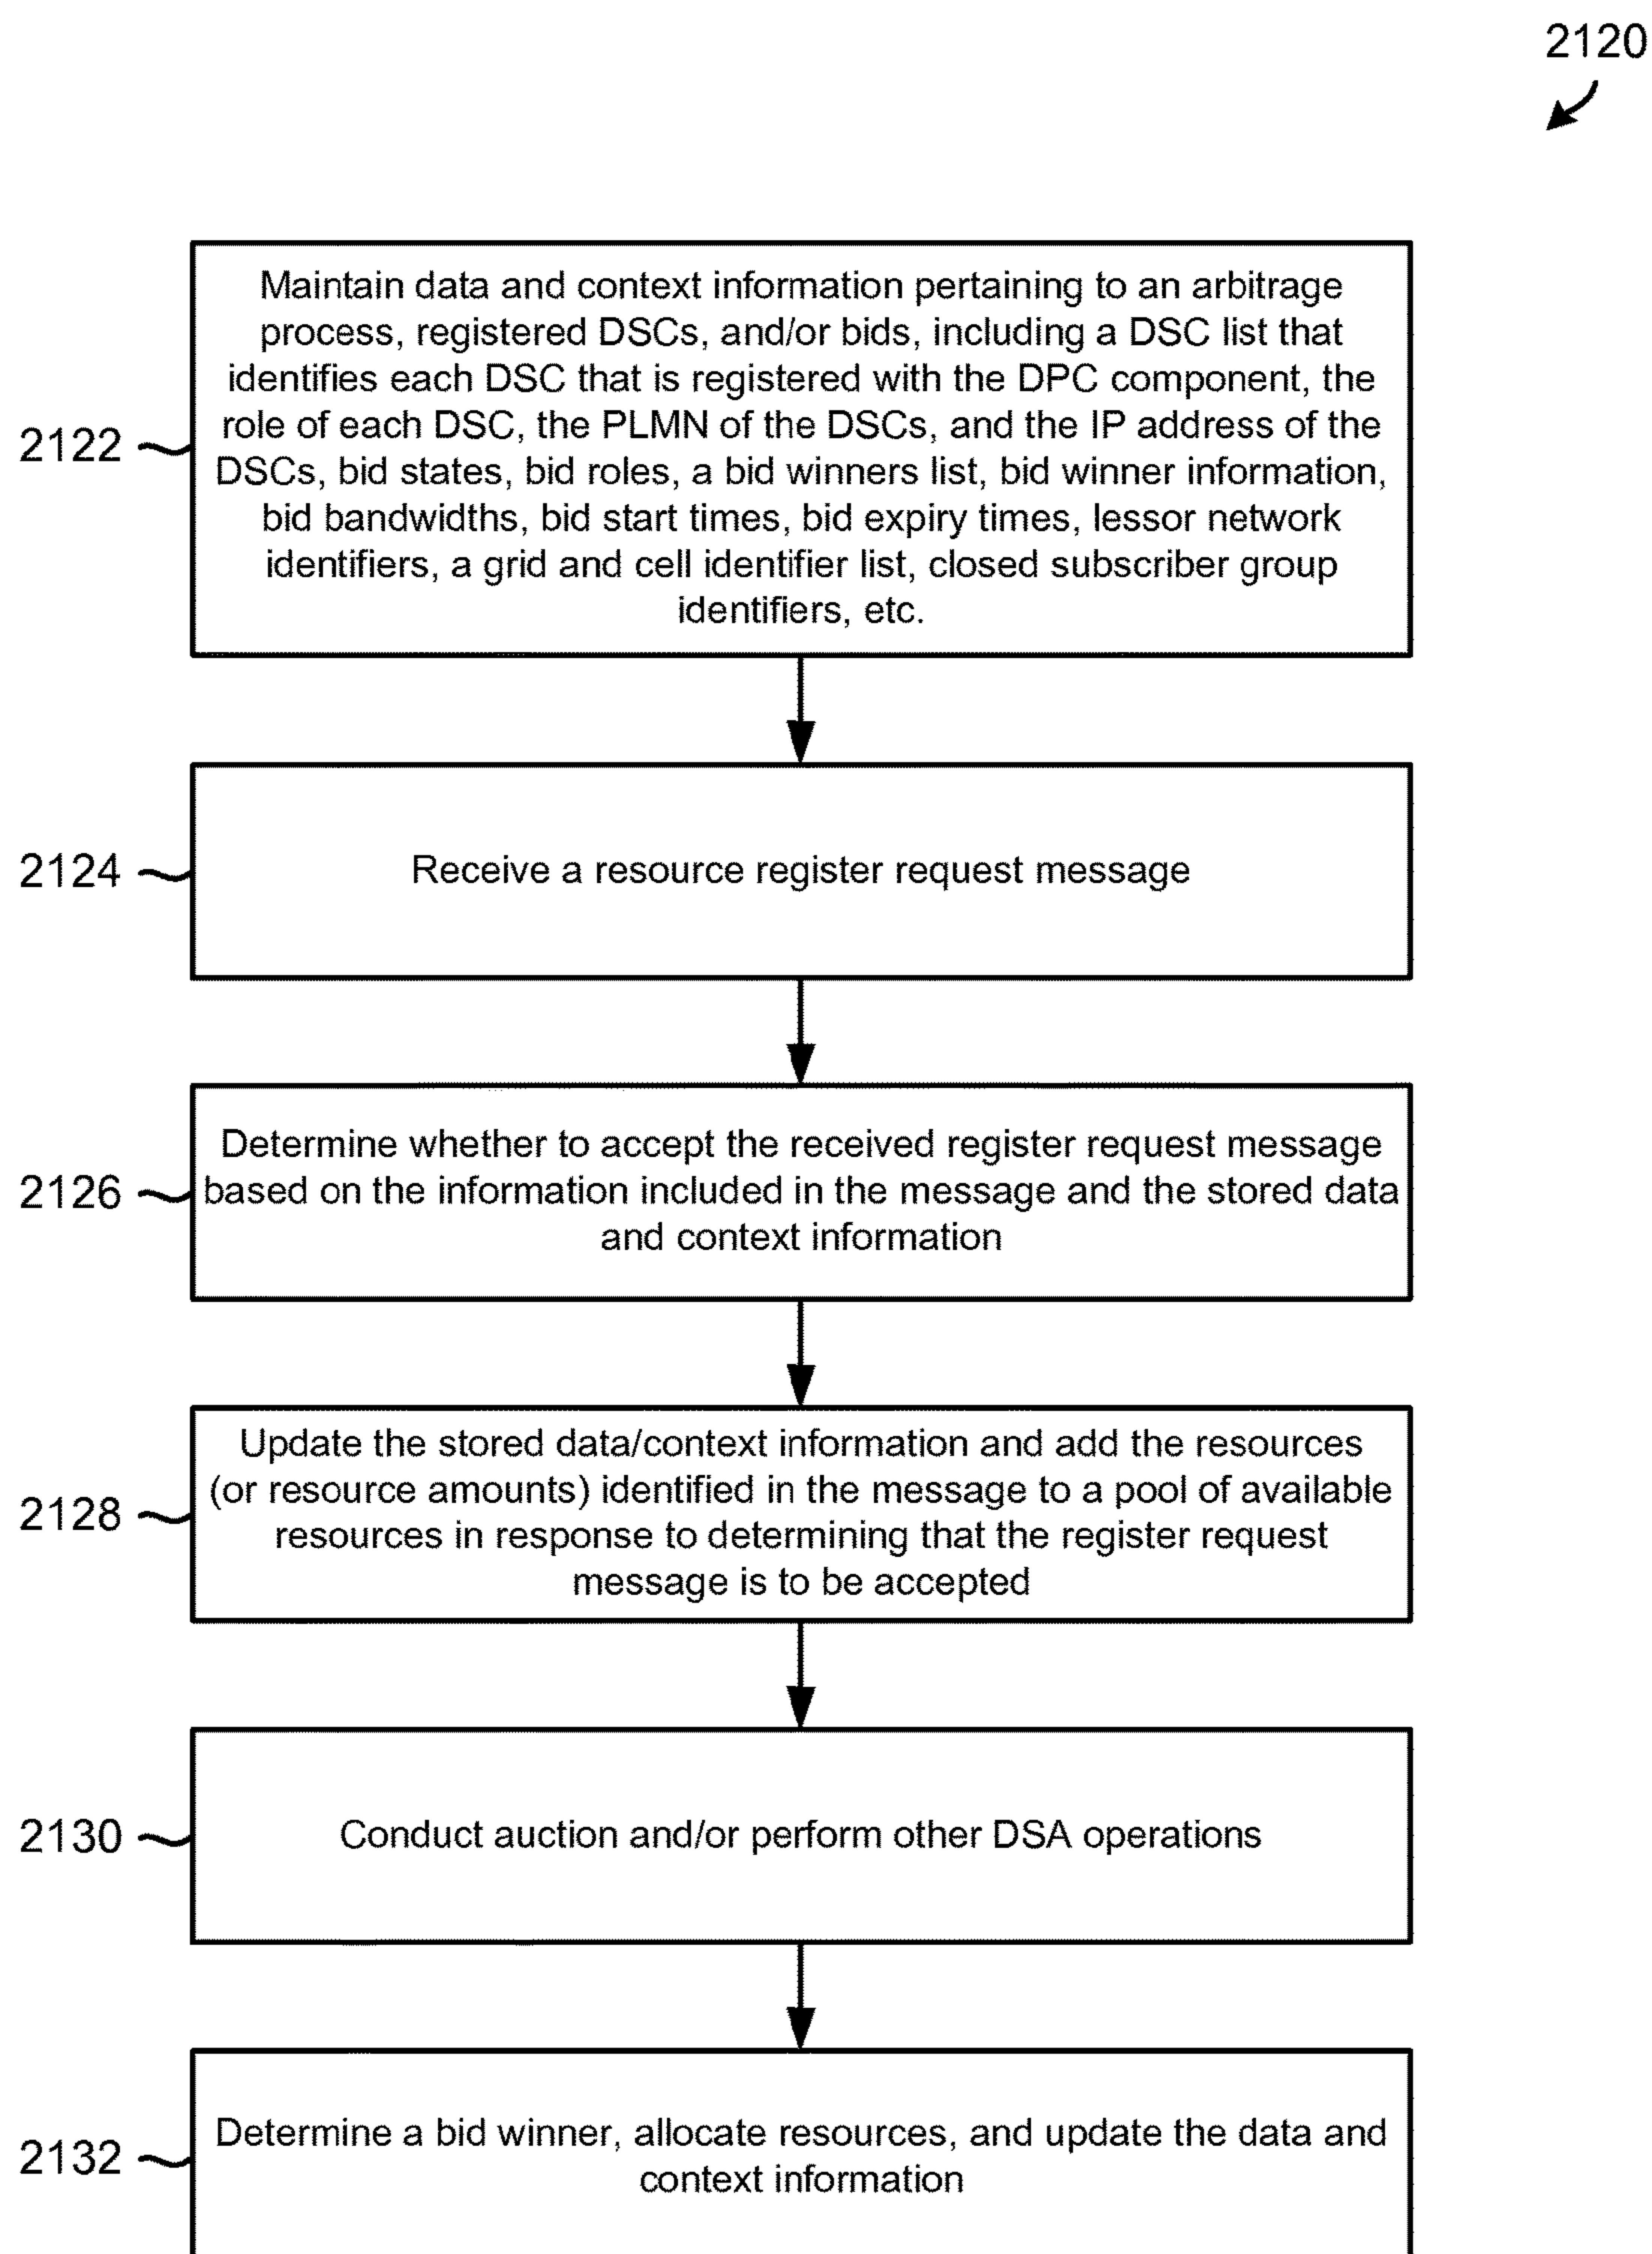 2120
2122
Maintain data and context information pertaining to an arbitrage
process, registered DSCs, and/or bids, including a DSC list that
identifies each DSC that is registered with the DPC component, the
role of each DSC, the PLMN of the DSCs, and the IP address of the
DSCs, bid states, bid roles, a bid winners list, bid winner information,
bid bandwidths, bid start times, bid expiry times, lessor network
identifiers, a grid and cell identifier list, closed subscriber group
identifiers, etc.
2124
Receive a resource register request message
2126
Determine whether to accept the received register request message
based on the information included in the message and the stored data
and context information
2128
Update the stored data/context information and add the resources
(or resource amounts) identified in the message to a pool of available
resources in response to determining that the register request
message is to be accepted
2130
Conduct auction and/or perform other DSA operations
2132
Determine a bid winner, allocate resources, and update the data and
context information